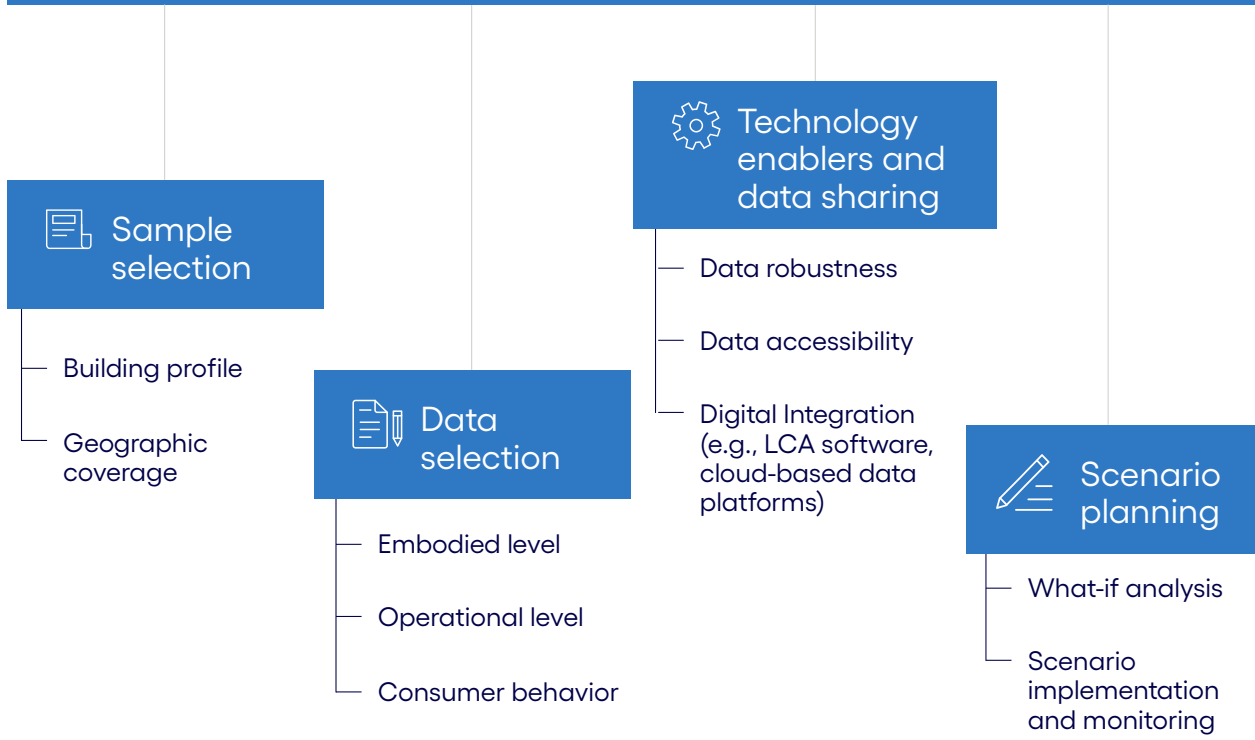 Sample
selection
Building profile
Geographic
coverage
Data
selection
Embodied level
Operational level
Consumer behavior
Technology
enablers and
data sharing
Data robustness
Data accessibility
Digital Integration
(e.g., LCA software,
cloud-based data
platforms)
Scenario
planning
What-if analysis
Scenario
implementation
and monitoring